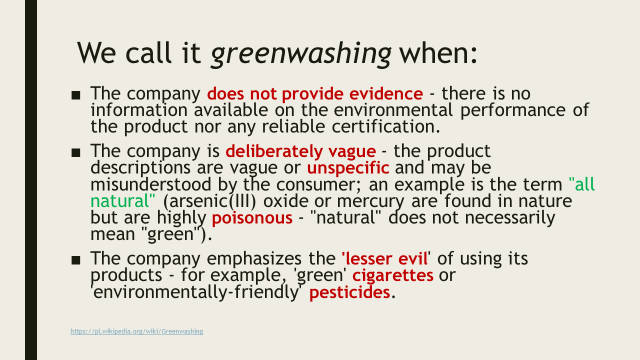 We call it greenwashing when:
■ The company does not provide evidence - there is no
information available on the environmental performance of
the product nor any reliable certification.
■ The company is deliberately vague - the product
descriptions are vague or unspecific and may be
misunderstood by the consumer; an example is the term "all
natural" (arsenic(III) oxide or mercury are found in nature
but are highly poisonous - "natural" does not necessarily
mean "green").
■ The company emphasizes the 'lesser evil' of using its
products - for example, 'green' cigarettes or
'environmentally-friendly' pesticides.
https://pl.wikipedia.org/wiki/Greenwashing